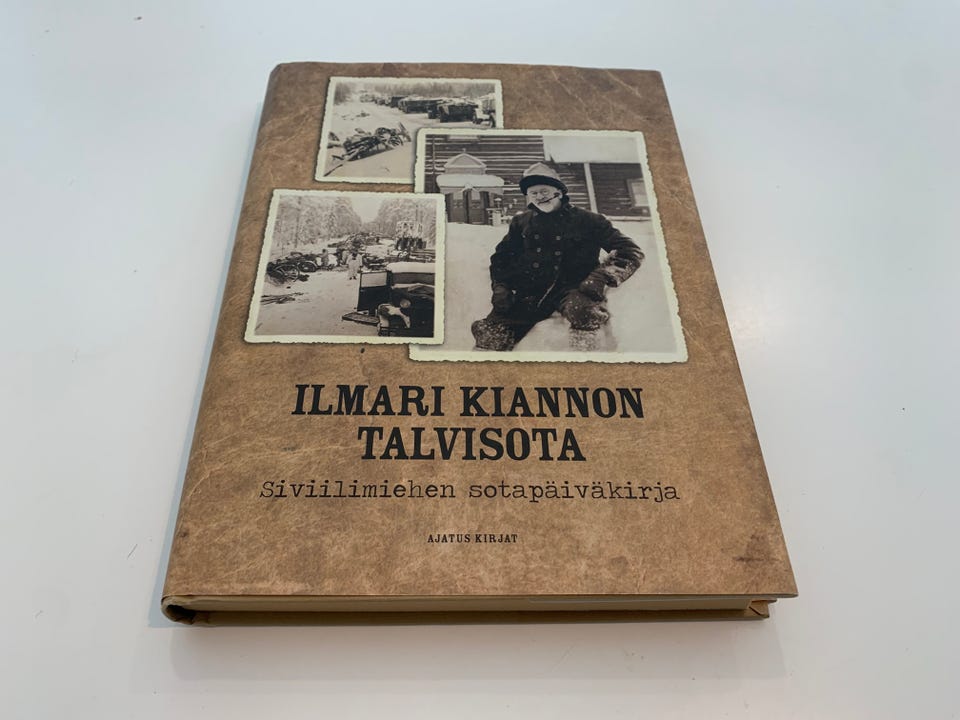 ILMARI KIANNON
TALVISOTA
Siviilimiehen sotapäiväkirja
AJATUS KIRJAT